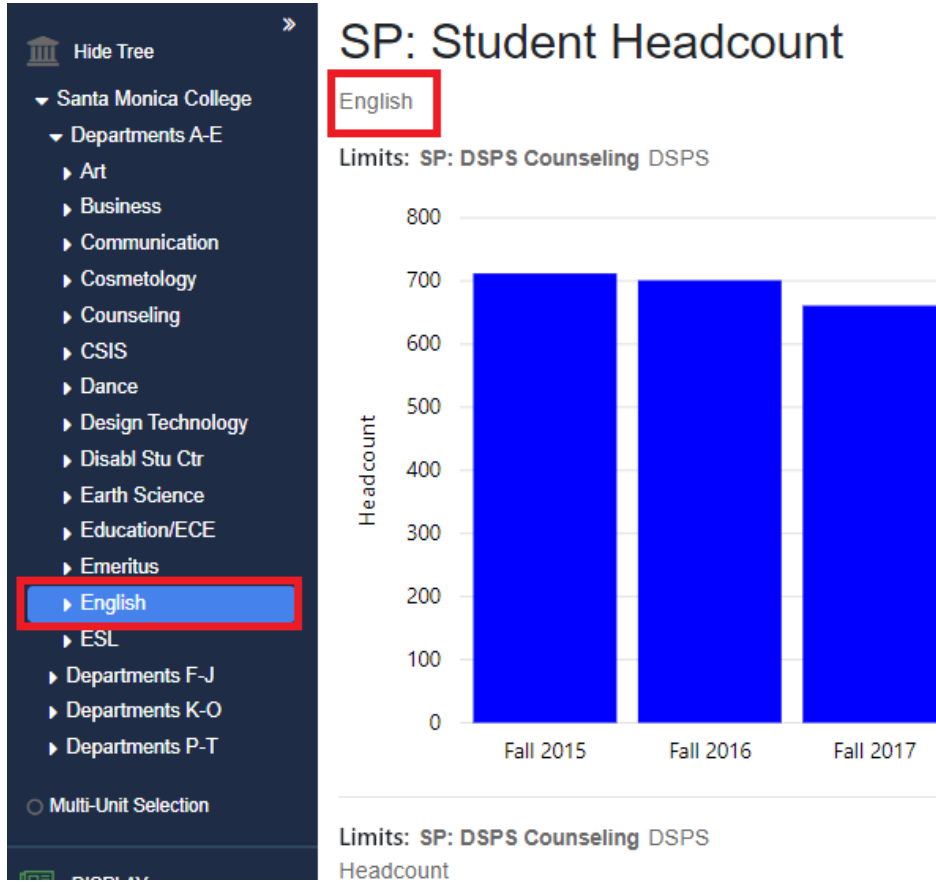 »
Hide Tree
Santa Monica College
Departments A-E
Art
Business
Communication
Cosmetology
Counseling
CSIS
Dance
Design Technology
Disabl Stu Ctr
Earth Science
Education/ECE
Emeritus
English
ESL
Departments F-J
Departments K-O
Departments P-T
Multi-Unit Selection
DISPLAY
SP: Student Headcount
English
Limits: SP: DSPS Counseling DSPS
800
700
600
500
400
300
200
100
0
Headcount
Fall 2015 Fall 2016 Fall 2017
Limits: SP: DSPS Counseling DSPS
Headcount